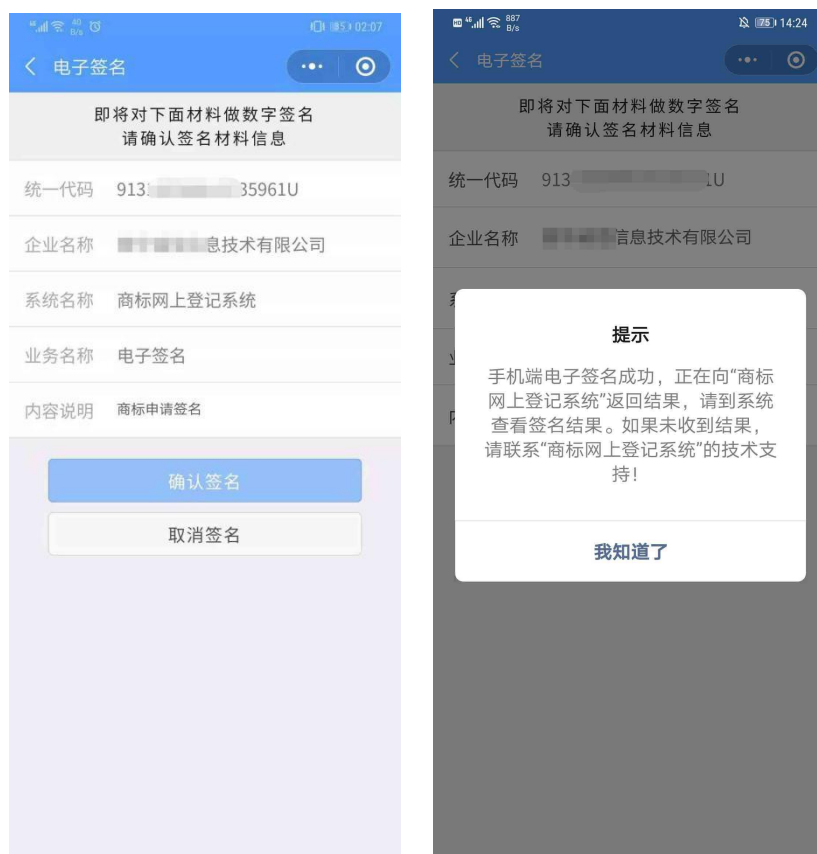 40
B/s
85
02:07
电子签名
即将对下面材料做数字签名
请确认签名材料信息
统一代码 913 35961U
企业名称 息技术有限公司
系统名称 商标网上登记系统
业务名称 电子签名
内容说明 商标申请签名
确认签名
取消签名
HD 46 887
B/s
75 14:24
电子签名
即将对下面材料做数字签名
请确认签名材料信息
统一代码 913 1U
企业名称 信息技术有限公司
提示
手机端电子签名成功，正在向“商标
网上登记系统”返回结果，请到系统
查看签名结果。如果未收到结果，
请联系“商标网上登记系统”的技术支
持！
我知道了